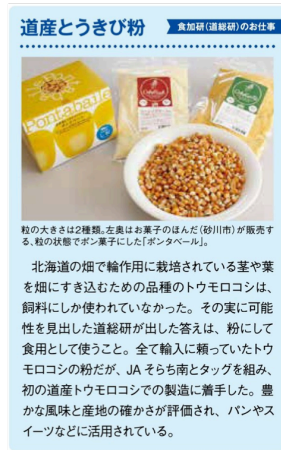 道産とうきび粉
食加研(道総研)のお仕事
Pontabaile
粒の大きさは2種類。左奥はお菓子のほんだ(砂川市)が販売す
る、粒の状態でポン菓子にした「ポンタベール」。
北海道の畑で輪作用に栽培されている茎や葉
を畑にすき込むための品種のトウモロコシは、
飼料にしか使われていなかった。その実に可能
性を見出した道総研が出した答えは、粉にして
食用として使うこと。全て輸入に頼っていたトウ
モロコシの粉だが、JAそらち南とタッグを組み、
初の道産トウモロコシでの製造に着手した。豊
かな風味と産地の確かさが評価され、パンやス
イーツなどに活用されている。